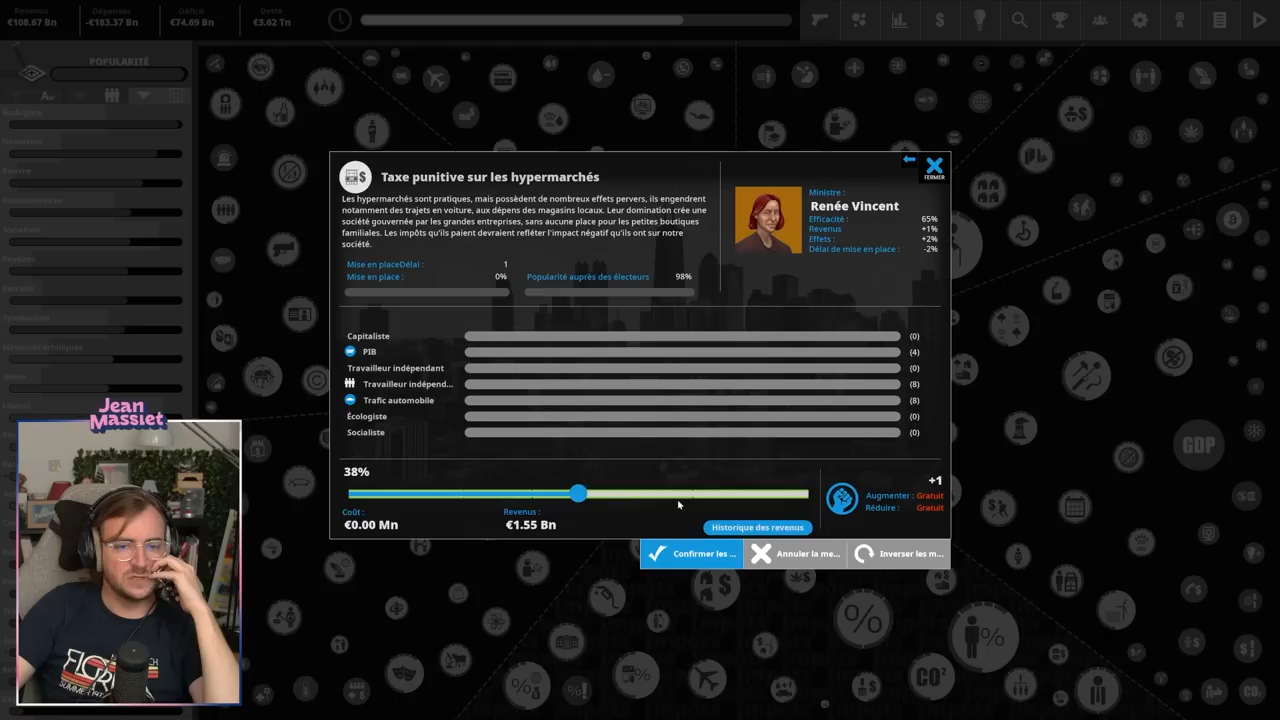 Revenus
Dépenses
Déficit
Dette
€108.67 Bn
-€183.37 Bn
€74.69 Bn
€3.62 Tn
POPULARITÉ
Taxe punitive sur les hypermarchés
Les hypermarchés sont pratiques, mais possèdent de nombreux effets pervers, ils engendrent
notamment des trajets en voiture, aux dépens des magasins locaux. Leur domination crée une
société gouvernée par les grandes entreprises, sans aucune place pour les petites boutiques
familiales. Les impôts qu'ils paient devraient refléter l'impact négatif qu'ils ont sur notre
société.
Mise en placeDélai :
1
Mise en place :
0%
Popularité auprès des électeurs
98%
FERMER
Ministre :
Renée Vincent
Efficacité :
65%
Revenus
+1%
Effets :
+2%
Délai de mise en place :
-2%
Capitaliste
(0)
PIB
(4)
Travailleur indépendant
(0)
Travailleur indépend...
(8)
Trafic automobile
(8)
Écologiste
(0)
Socialiste
(0)
38%
Coût :
€0.00 Mn
Revenus :
€1.55 Bn
Historique des revenus
+1
Augmenter : Gratuit
Réduire : Gratuit
Confirmer les ...
Annuler la me...
Inverser les m...
Jean
Massiet
GDP
CO²